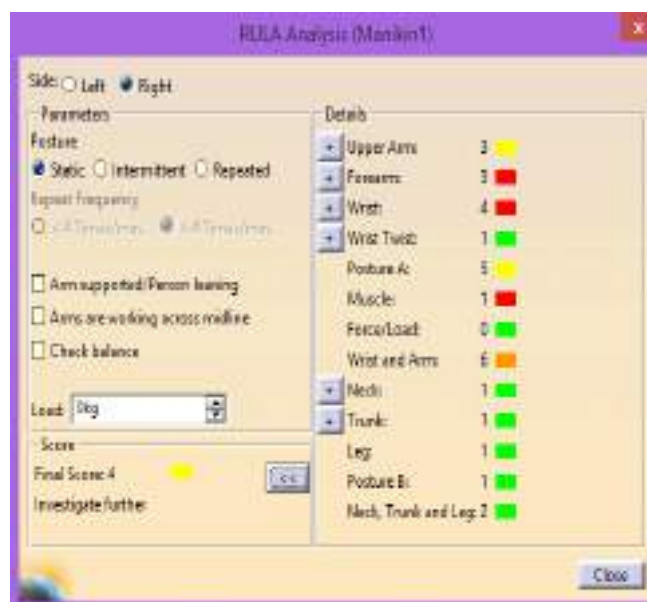 RULA Analysis (Manikin1)
x
Side: Left Right
Parameters
Posture
Static Intermittent Repeated
Repeat Frequency
Arm supported/Person leaning
Arms are working across midline
Check balance
Load: 0kg
Score
Final Score: 4
<<
Investigate further
Details
+ Upper Arm: 3
+ Forearm: 3
+ Wrist: 4
+ Wrist Twist: 1
Posture A: 5
Muscle: 1
Force/Load: 0
Wrist and Arm: 6
+ Neck: 1
+ Trunk: 1
Leg: 1
Posture B: 1
Neck, Trunk and Leg: 2
Close